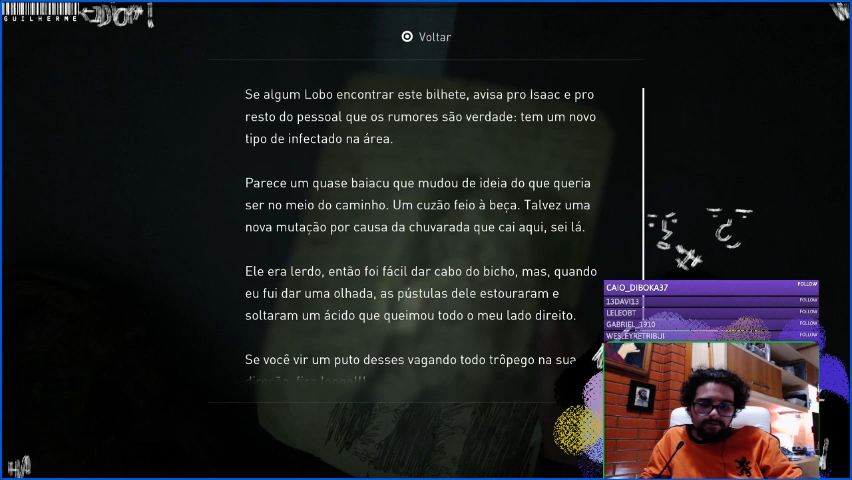 GUILHERME
Voltar
Se algum Lobo encontrar este bilhete, avisa pro Isaac e pro
resto do pessoal que os rumores são verdade: tem um novo
tipo de infectado na área.
Parece um quase baiacu que mudou de ideia do que queria
ser no meio do caminho. Um cuzão feio à beça. Talvez uma
nova mutação por causa da chuvarada que cai aqui, sei lá.
Ele era lerdo, então foi fácil dar cabo do bicho, mas, quando
eu fui dar uma olhada, as pústulas dele estouraram e
soltaram um ácido que queimou todo o meu lado direito.
Se você vir um puto desses vagando todo trôpego na sua
CAIO_DIBOKA37 FOLLOW
13DAVI13 FOLLOW
LELEOBT FOLLOW
GABRIEL_1910 FOLLOW
WESLEYRETRIBJI FOLLOW